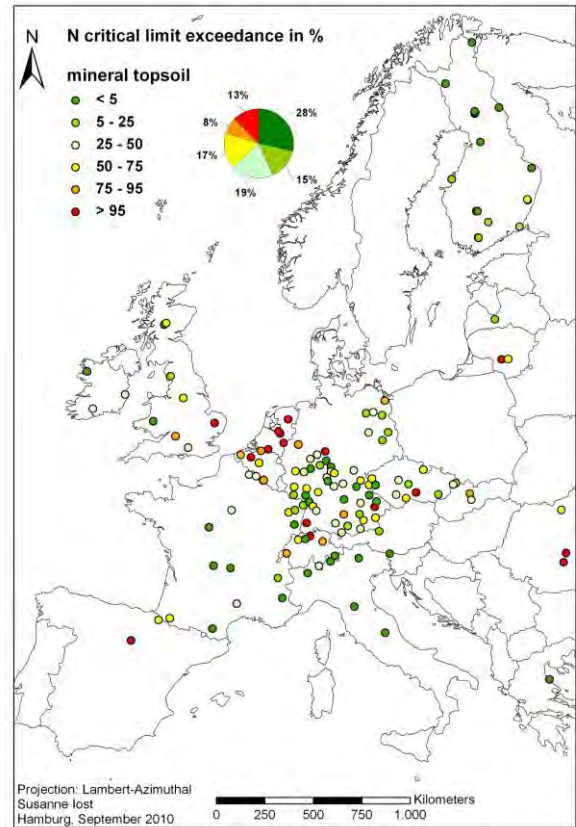 N
N critical limit exceedance in %
mineral topsoil
< 5
5 - 25
25 - 50
50 - 75
75 - 95
> 95
13%
28%
8%
17%
15%
19%
Projection: Lambert-Azimuthal
Susanne Iost
Hamburg, September 2010
Kilometers
0 250 500 750 1.000